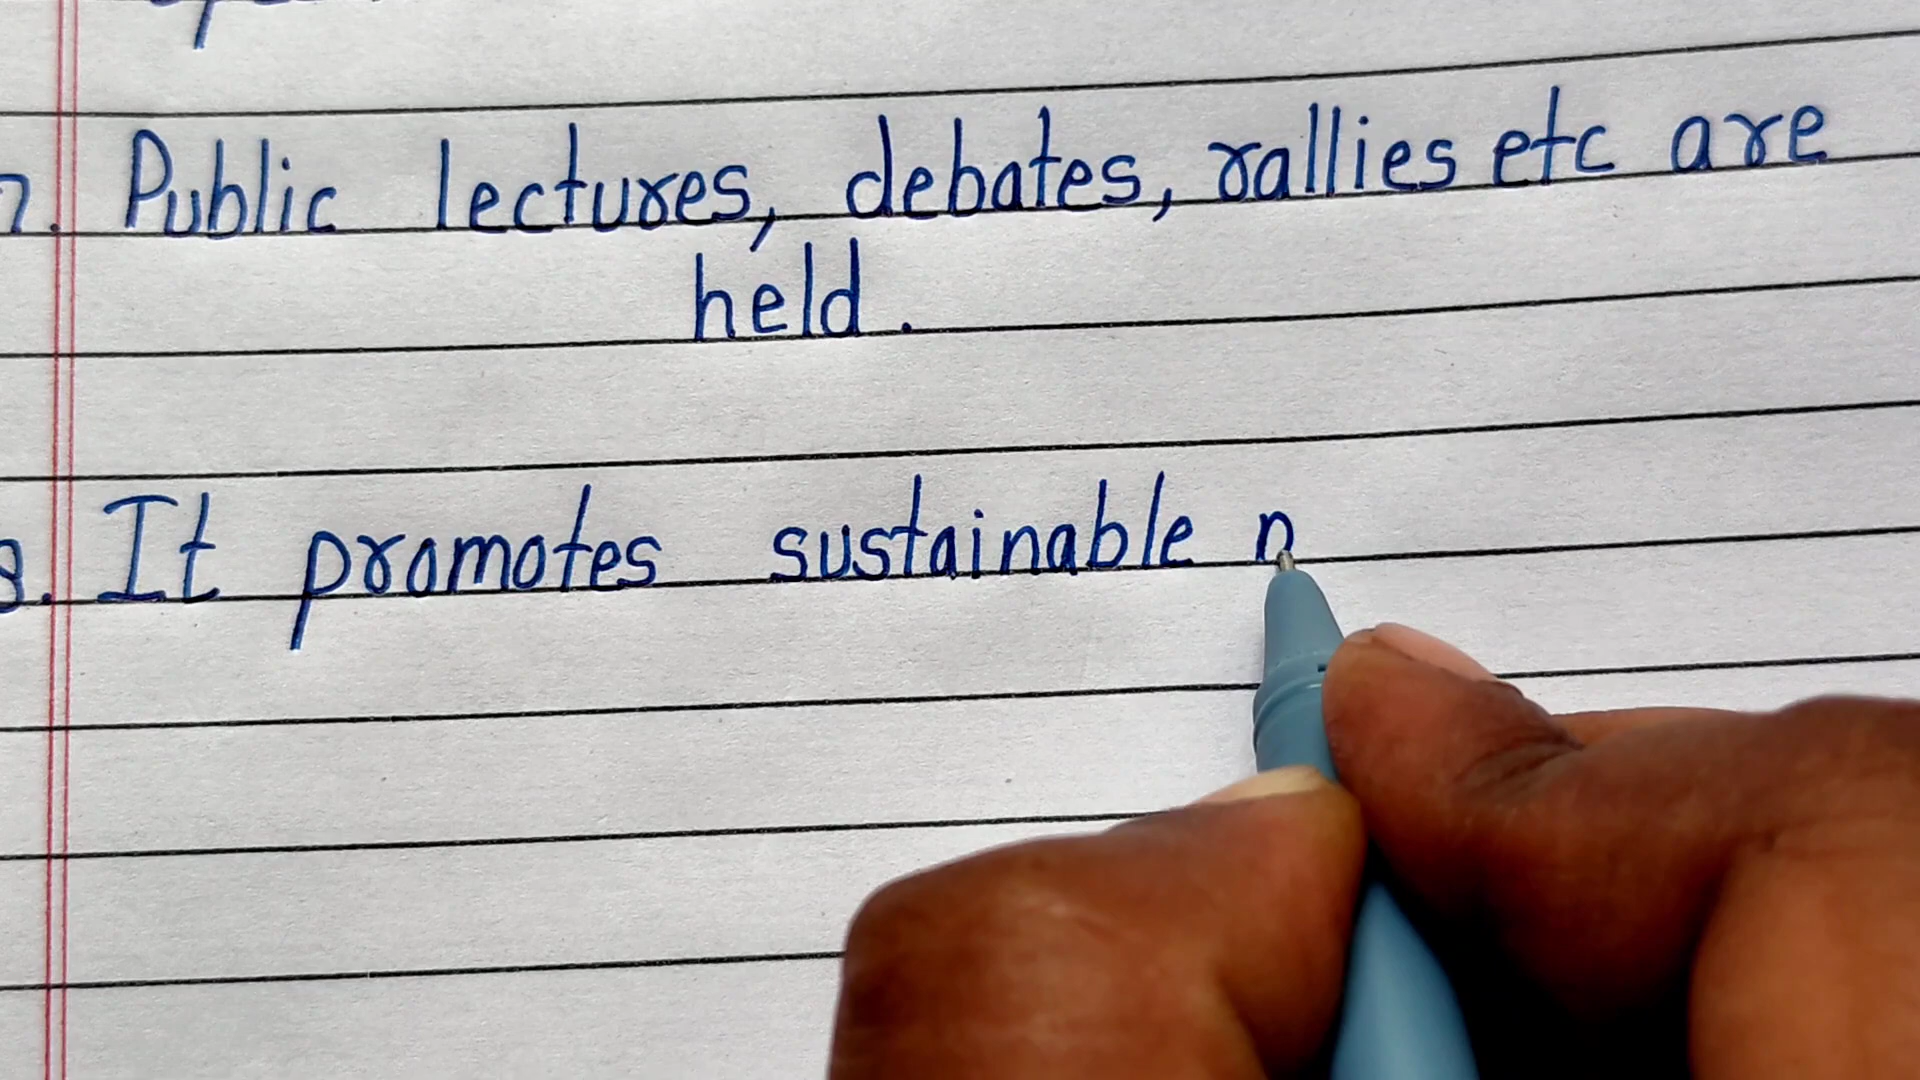 7. Public lectures, debates, rallies etc are
held.
8. It promotes sustainable n